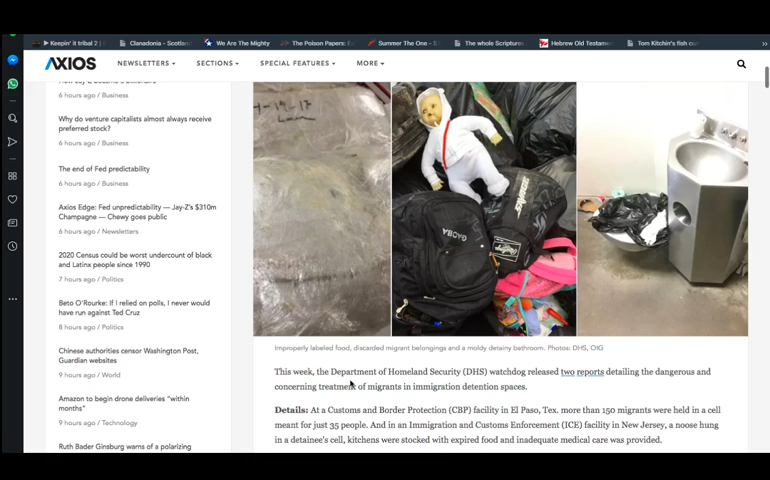 Keepin' it tribal 2
Clanadonia - Scotlan
We Are The Mighty
The Poison Papers: E
Summer The One -
The whole Scriptures
Hebrew Old Testame
Tom Kitchin's fish co
AXIOS
NEWSLETTERS
SECTIONS
SPECIAL FEATURES
MORE
6 hours ago / Business
Why do venture capitalists almost always receive
preferred stock?
6 hours ago / Business
The end of Fed predictability
6 hours ago / Business
Axios Edge: Fed unpredictability — Jay-Z's $310m
Champagne — Chewy goes public
6 hours ago / Newsletters
2020 Census could be worst undercount of black
and Latinx people since 1990
7 hours ago / Politics
Beto O'Rourke: If I relied on polls, I never would
have run against Ted Cruz
8 hours ago / Politics
Chinese authorities censor Washington Post,
Guardian websites
9 hours ago / World
Amazon to begin drone deliveries "within
months"
9 hours ago / Technology
Ruth Bader Ginsburg warns of a polarizing
Improperly labeled food, discarded migrant belongings and a moldy detainy bathroom. Photos: DHS, OIG
This week, the Department of Homeland Security (DHS) watchdog released two reports detailing the dangerous and
concerning treatment of migrants in immigration detention spaces.
Details: At a Customs and Border Protection (CBP) facility in El Paso, Tex. more than 150 migrants were held in a cell
meant for just 35 people. And in an Immigration and Customs Enforcement (ICE) facility in New Jersey, a noose hung
in a detainee's cell, kitchens were stocked with expired food and inadequate medical care was provided.